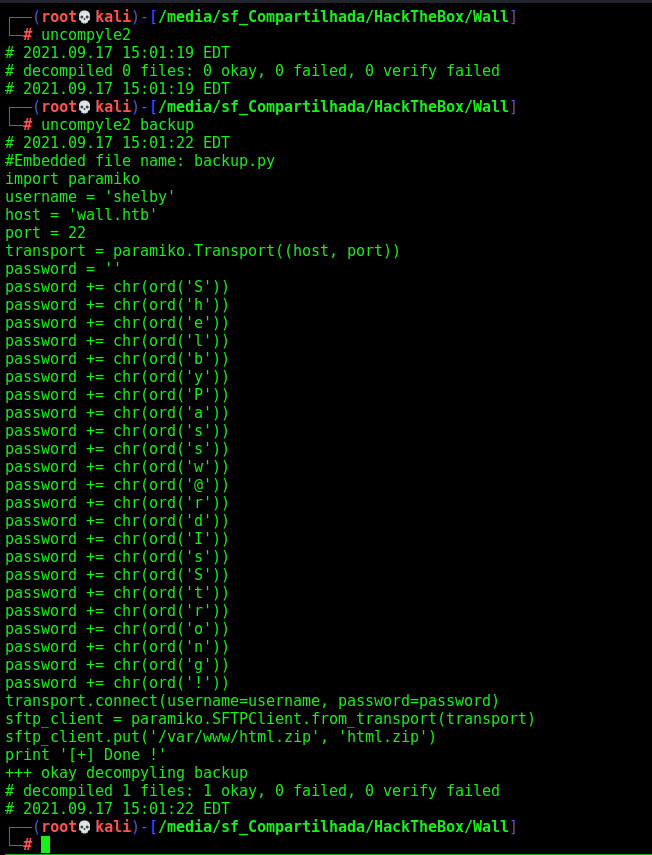 ┌──(root💀kali)-[/media/sf_Compartilhada/HackTheBox/Wall]
└─# uncompyle2
# 2021.09.17 15:01:19 EDT
# decompiled 0 files: 0 okay, 0 failed, 0 verify failed
# 2021.09.17 15:01:19 EDT
┌──(root💀kali)-[/media/sf_Compartilhada/HackTheBox/Wall]
└─# uncompyle2 backup
# 2021.09.17 15:01:22 EDT
#Embedded file name: backup.py
import paramiko
username = 'shelby'
host = 'wall.htb'
port = 22
transport = paramiko.Transport((host, port))
password = ''
password += chr(ord('S'))
password += chr(ord('h'))
password += chr(ord('e'))
password += chr(ord('l'))
password += chr(ord('b'))
password += chr(ord('y'))
password += chr(ord('P'))
password += chr(ord('a'))
password += chr(ord('s'))
password += chr(ord('s'))
password += chr(ord('w'))
password += chr(ord('@'))
password += chr(ord('r'))
password += chr(ord('d'))
password += chr(ord('I'))
password += chr(ord('s'))
password += chr(ord('S'))
password += chr(ord('t'))
password += chr(ord('r'))
password += chr(ord('o'))
password += chr(ord('n'))
password += chr(ord('g'))
password += chr(ord('!'))
transport.connect(username=username, password=password)
sftp_client = paramiko.SFTPClient.from_transport(transport)
sftp_client.put('/var/www/html.zip', 'html.zip')
print '[+] Done !'
+++ okay decompyling backup
# decompiled 1 files: 1 okay, 0 failed, 0 verify failed
# 2021.09.17 15:01:22 EDT
┌──(root💀kali)-[/media/sf_Compartilhada/HackTheBox/Wall]
└─#